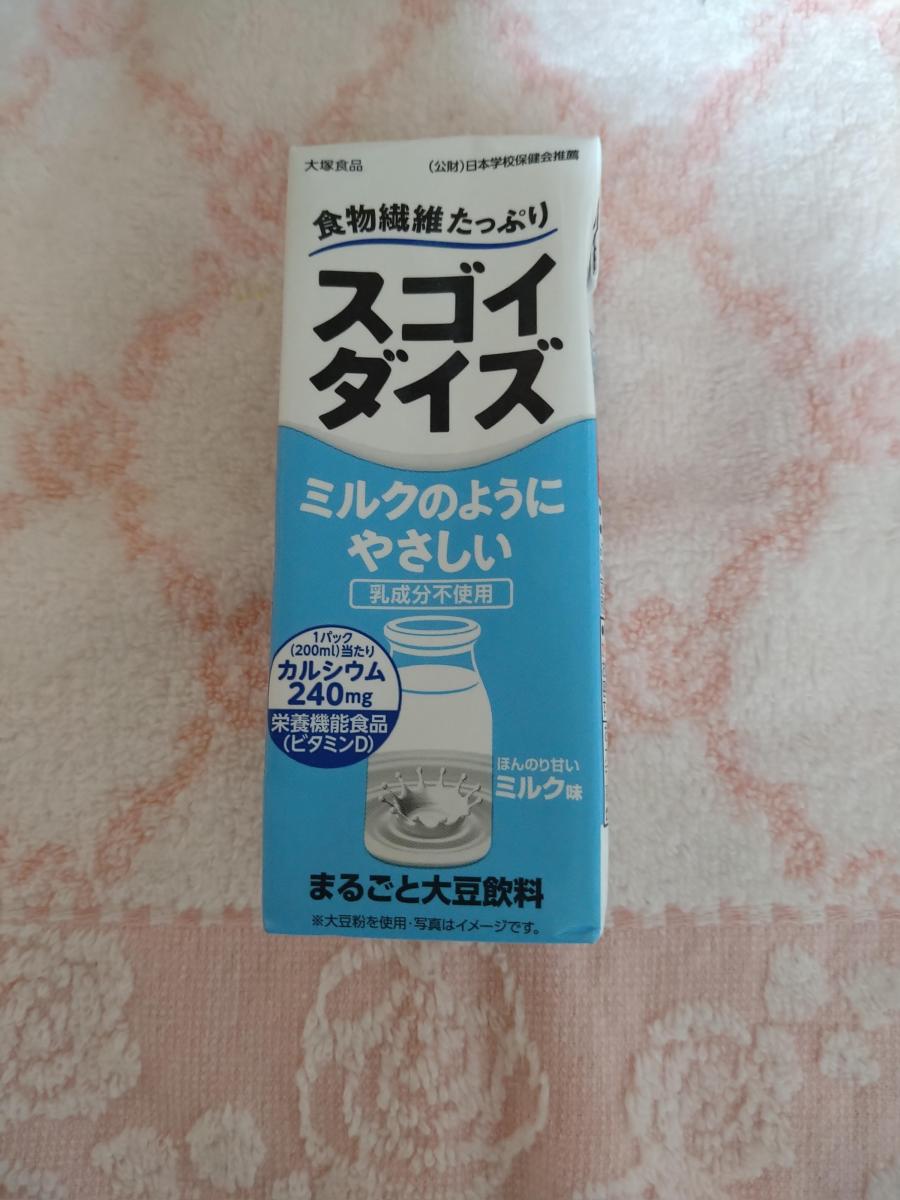 大塚食品
(公財)日本学校保健会推薦
食物繊維たっぷり
スゴイ
ダイズ
ミルクのように
やさしい
乳成分不使用
1パック
(200ml)当たり
カルシウム
240mg
栄養機能食品
(ビタミンD)
ほんのり甘い
ミルク味
まるごと大豆飲料
※大豆粉を使用・写真はイメージです。